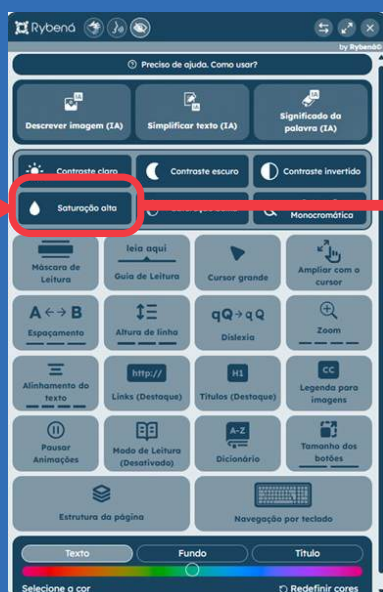 Rybená
by Rybená®
Preciso de ajuda. Como usar?
Descrever imagem (IA)
Simplificar texto (IA)
Significado da
palavra (IA)
Contraste claro
Contraste escuro
Contraste invertido
Saturação alta
Monocromática
Máscara de
Leitura
leia aqui
Guia de Leitura
Cursor grande
Ampliar com o
cursor
A ←→ B
Espaçamento
Altura de linha
qQ → q Q
Dislexia
Zoom
Alinhamento do
texto
http://
Links (Destaque)
H1
Títulos (Destaque)
CC
Legenda para
imagens
Pausar
Animações
Modo de Leitura
(Desativado)
A-Z
Dicionário
Tamanho dos
botões
Estrutura da página
Navegação por teclado
Texto
Fundo
Título
Selecione a cor
Redefinir cores